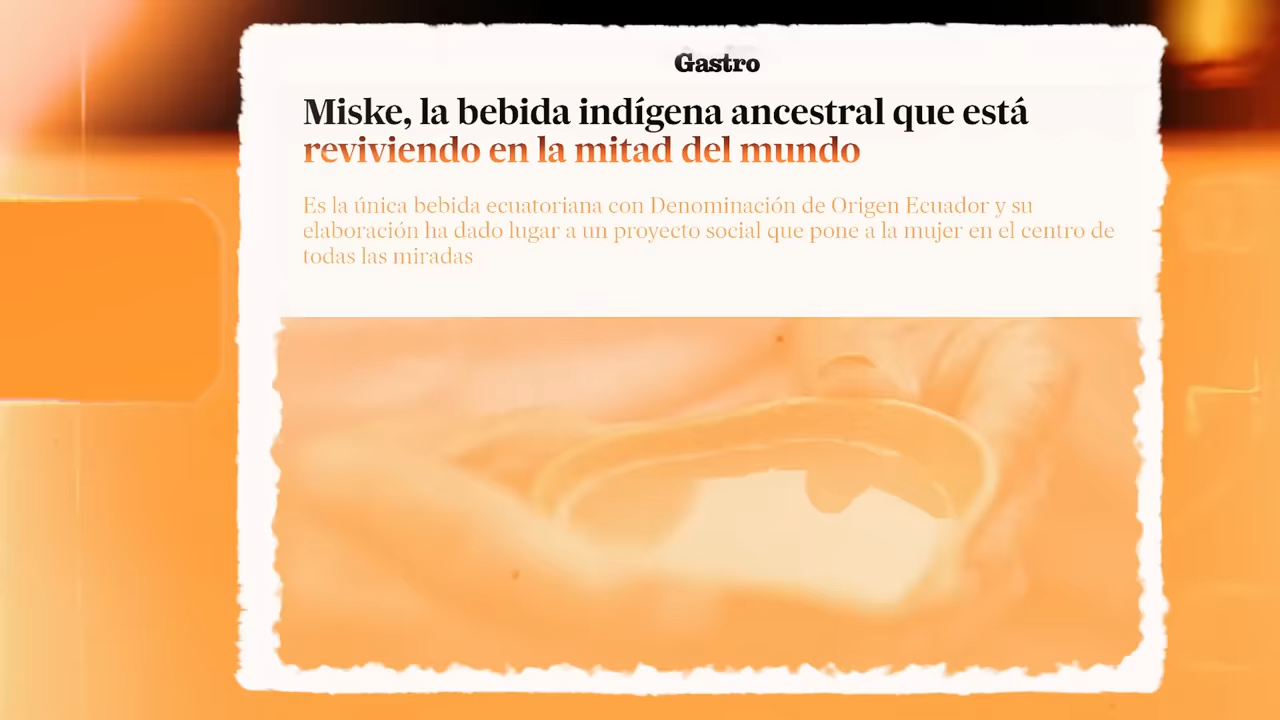 Gastro
Miske, la bebida indígena ancestral que está
reviviendo en la mitad del mundo
Es la única bebida ecuatoriana con Denominación de Origen Ecuador y su
elaboración ha dado lugar a un proyecto social que pone a la mujer en el centro de
todas las miradas